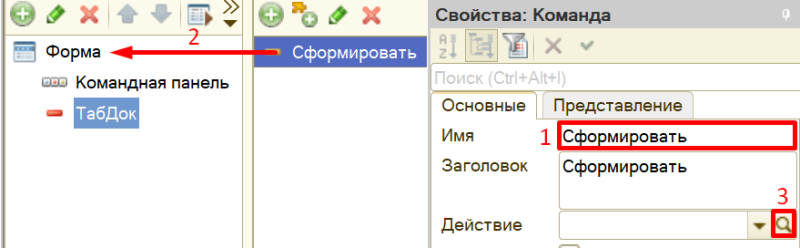 2
Форма
Командная панель
ТабДок
Сформировать
Свойства: Команда
Поиск (Ctrl+Alt+I)
Основные Представление
Имя 1 Сформировать
Заголовок Сформировать
3
Действие